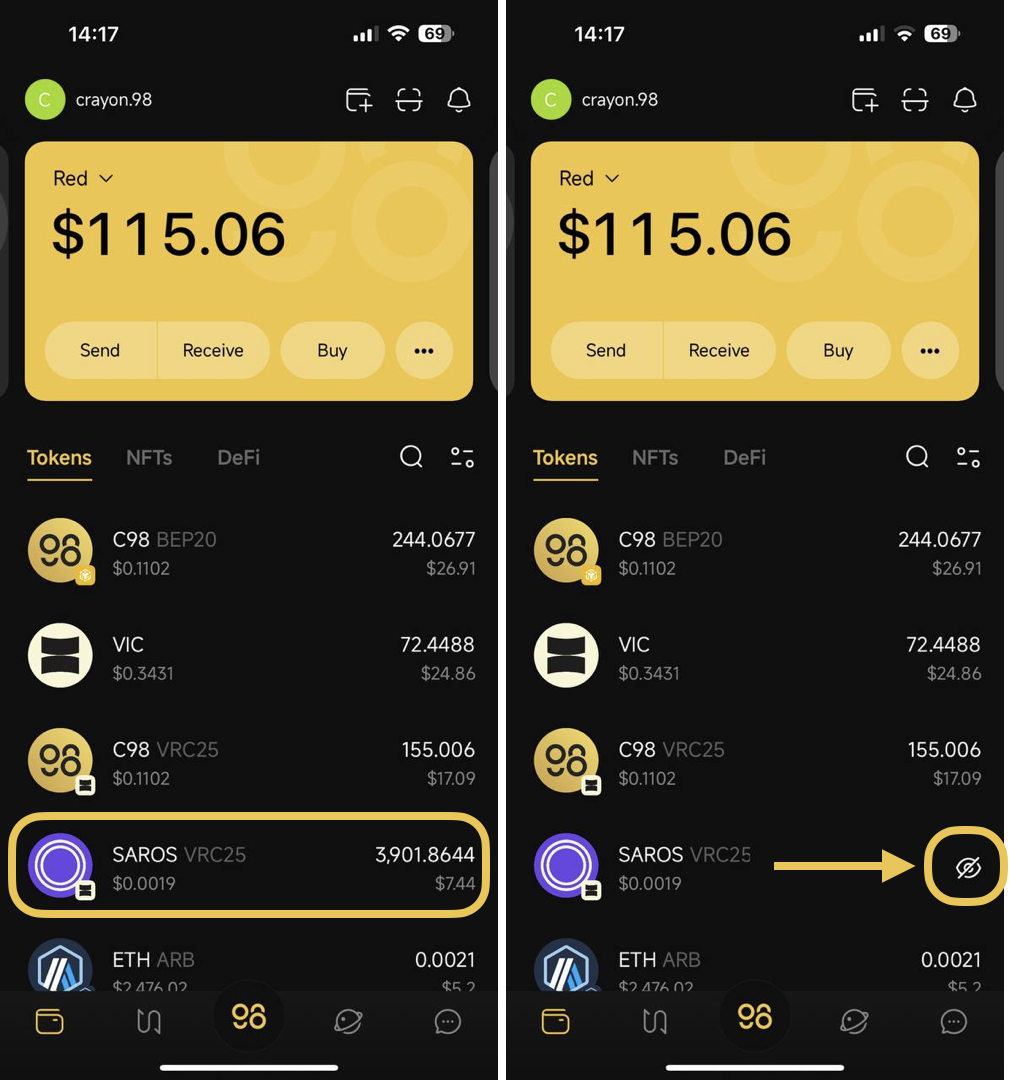 14:17
69
C
crayon.98
Red
$115.06
Send
Receive
Buy
Tokens
NFTs
DeFi
C98 BEP20
244.0677
$0.1102
$26.91
VIC
72.4488
$0.3431
$24.86
C98 VRC25
155.006
$0.1102
$17.09
SAROS VRC25
3,901.8644
$0.0019
$7.44
ETH ARB
0.0021
$2,476.02
$5.2
14:17
69
C
crayon.98
Red
$115.06
Send
Receive
Buy
Tokens
NFTs
DeFi
C98 BEP20
244.0677
$0.1102
$26.91
VIC
72.4488
$0.3431
$24.86
C98 VRC25
155.006
$0.1102
$17.09
SAROS VRC25
$0.0019
ETH ARB
0.0021
$2,476.02
$5.2